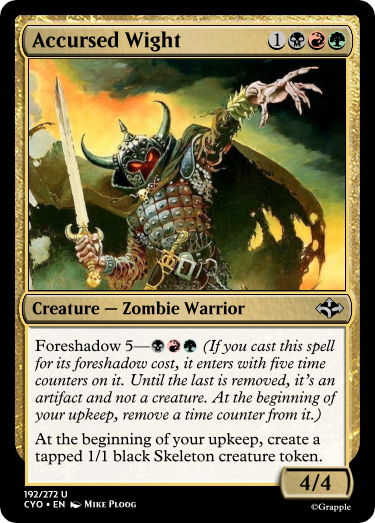 Accursed Wight 1
Creature — Zombie Warrior
Foreshadow 5— (If you cast this spell
for its foreshadow cost, it enters with five time
counters on it. Until the last is removed, it's an
artifact and not a creature. At the beginning of
your upkeep, remove a time counter from it.)
At the beginning of your upkeep, create a
tapped 1/1 black Skeleton creature token.
4/4
192/272 U
CYO • EN Mike Ploog
©Grapple